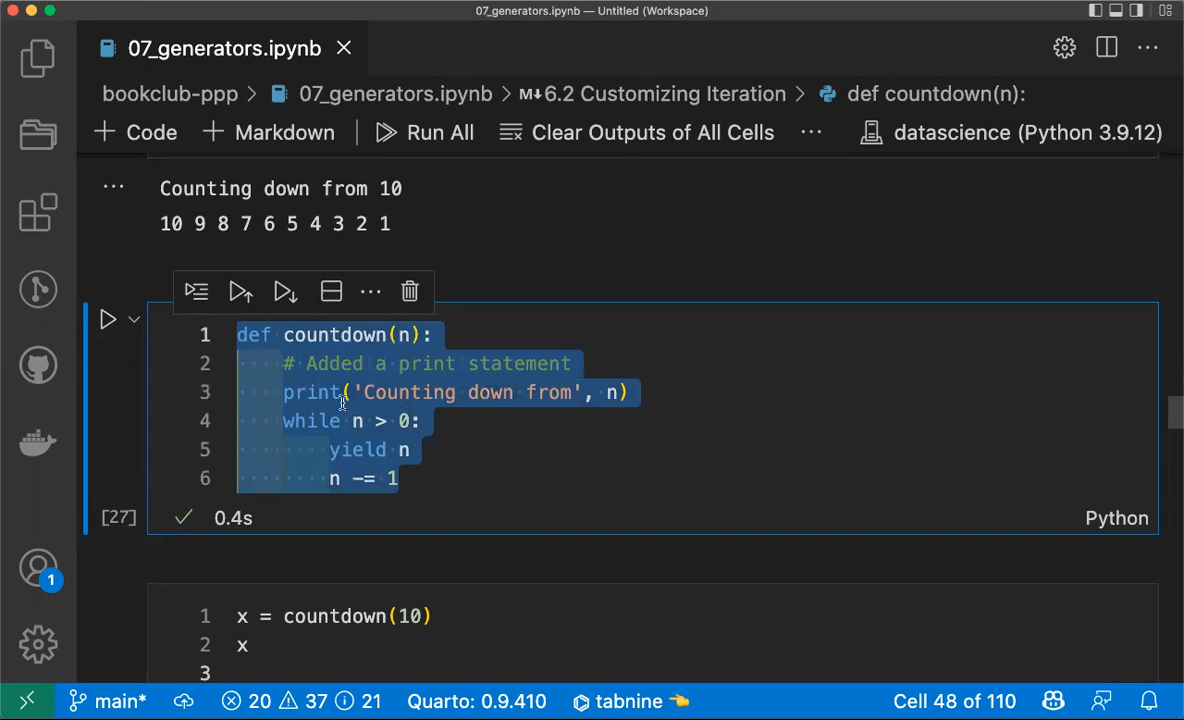 07_generators.ipynb — Untitled (Workspace)
07_generators.ipynb
bookclub-ppp > 07_generators.ipynb > M↓6.2 Customizing Iteration > def countdown(n):
+ Code + Markdown Run All Clear Outputs of All Cells ... datascience (Python 3.9.12)
Counting down from 10
10 9 8 7 6 5 4 3 2 1
1 def countdown(n):
2 # Added a print statement
3 print('Counting down from', n)
4 while n > 0:
5 yield n
6 n -= 1
[27] ✓ 0.4s Python
1 x = countdown(10)
2 x
3
1
main* 20 37 21 Quarto: 0.9.410 tabnine Cell 48 of 110